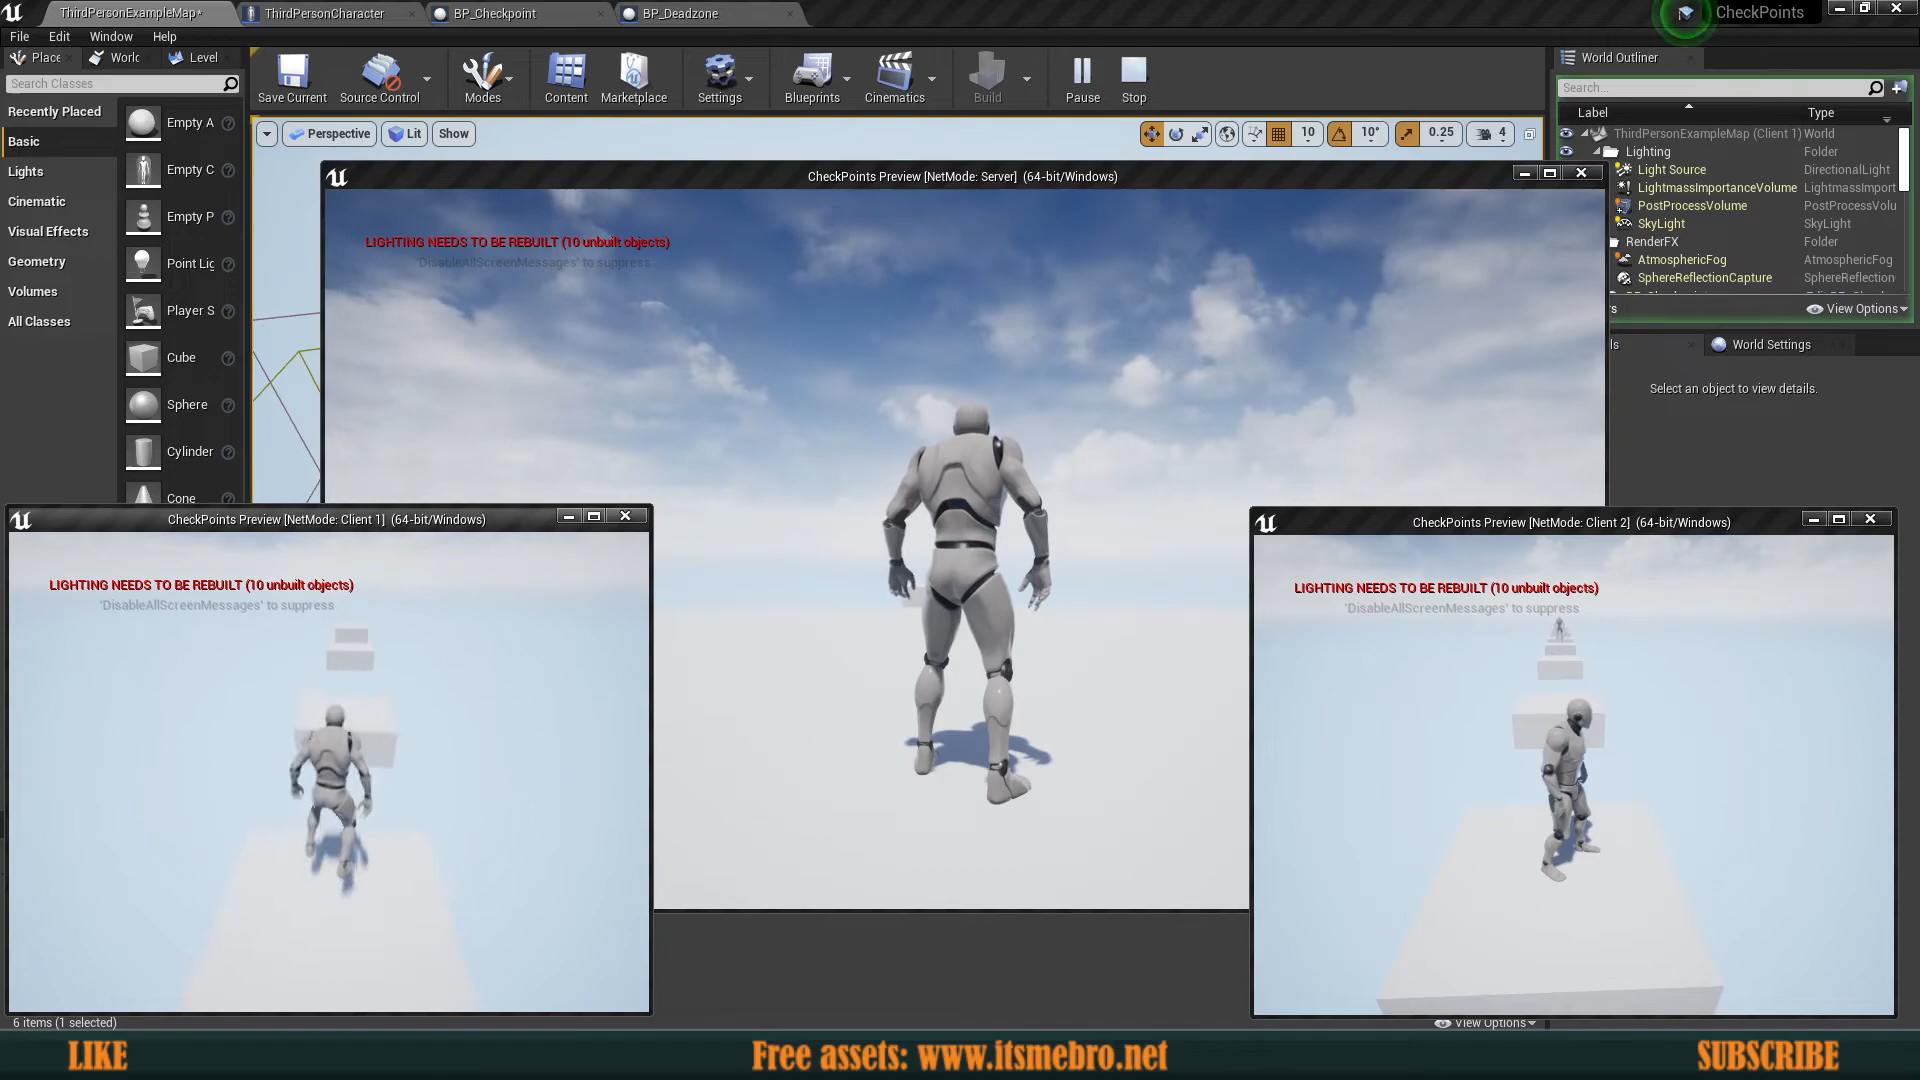 ThirdPersonExampleMap*
ThirdPersonCharacter
BP_Checkpoint
BP_Deadzone
CheckPoints
File Edit Window Help
Place
World
Level
Search Classes
Recently Placed
Basic
Lights
Cinematic
Visual Effects
Geometry
Volumes
All Classes
Empty A
Empty C
Empty P
Point Lig
Player S
Cube
Sphere
Cylinder
Cone
Save Current
Source Control
Modes
Content
Marketplace
Settings
Blueprints
Cinematics
Build
Pause
Stop
Perspective
Lit
Show
10
10°
0.25
4
World Outliner
Search...
Label Type
ThirdPersonExampleMap (Client 1) World
Lighting Folder
Light Source DirectionalLight
LightmassImportanceVolume LightmassImport
PostProcessVolume PostProcessVolu
SkyLight SkyLight
RenderFX Folder
AtmosphericFog AtmosphericFog
SphereReflectionCapture SphereReflection
View Options
World Settings
Select an object to view details.
CheckPoints Preview [NetMode: Server] (64-bit/Windows)
LIGHTING NEEDS TO BE REBUILT (10 unbuilt objects)
'DisableAllScreenMessages' to suppress
CheckPoints Preview [NetMode: Client 1] (64-bit/Windows)
LIGHTING NEEDS TO BE REBUILT (10 unbuilt objects)
'DisableAllScreenMessages' to suppress
CheckPoints Preview [NetMode: Client 2] (64-bit/Windows)
LIGHTING NEEDS TO BE REBUILT (10 unbuilt objects)
'DisableAllScreenMessages' to suppress
6 items (1 selected)
View Options
LIKE
Free assets: www.itsmebro.net
SUBSCRIBE